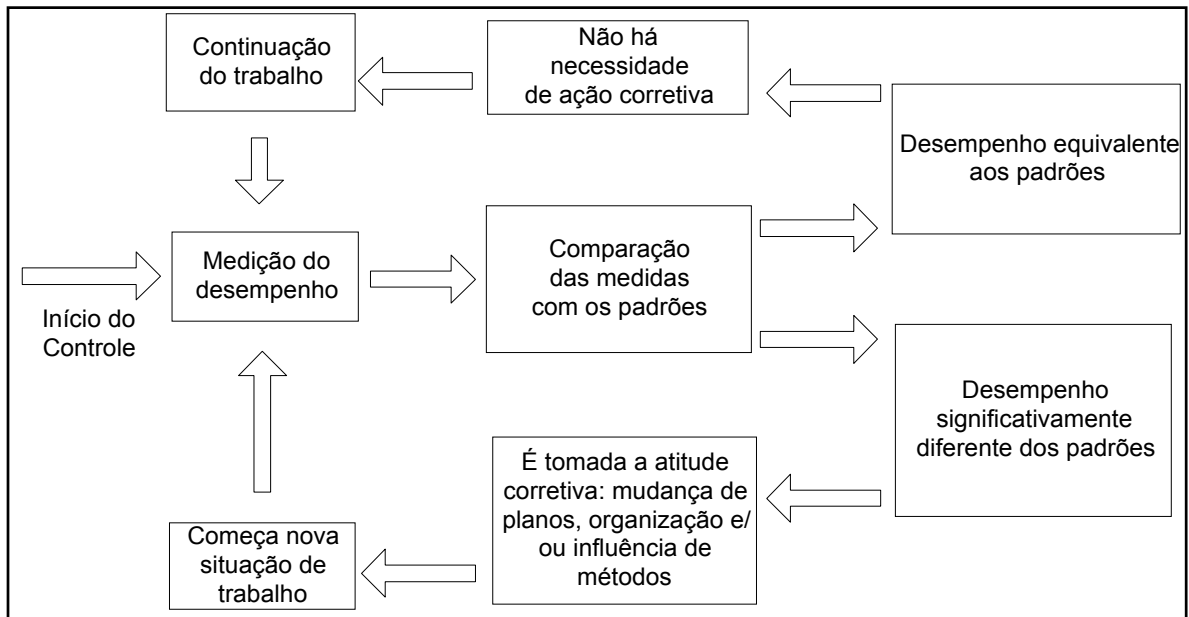 Continuação
do trabalho
Não há
necessidade
de ação corretiva
Desempenho equivalente
aos padrões
Medição do
desempenho
Comparação
das medidas
com os padrões
Início do
Controle
Desempenho
significativamente
diferente dos padrões
É tomada a atitude
corretiva: mudança de
planos, organização e/
ou influência de
métodos
Começa nova
situação de
trabalho